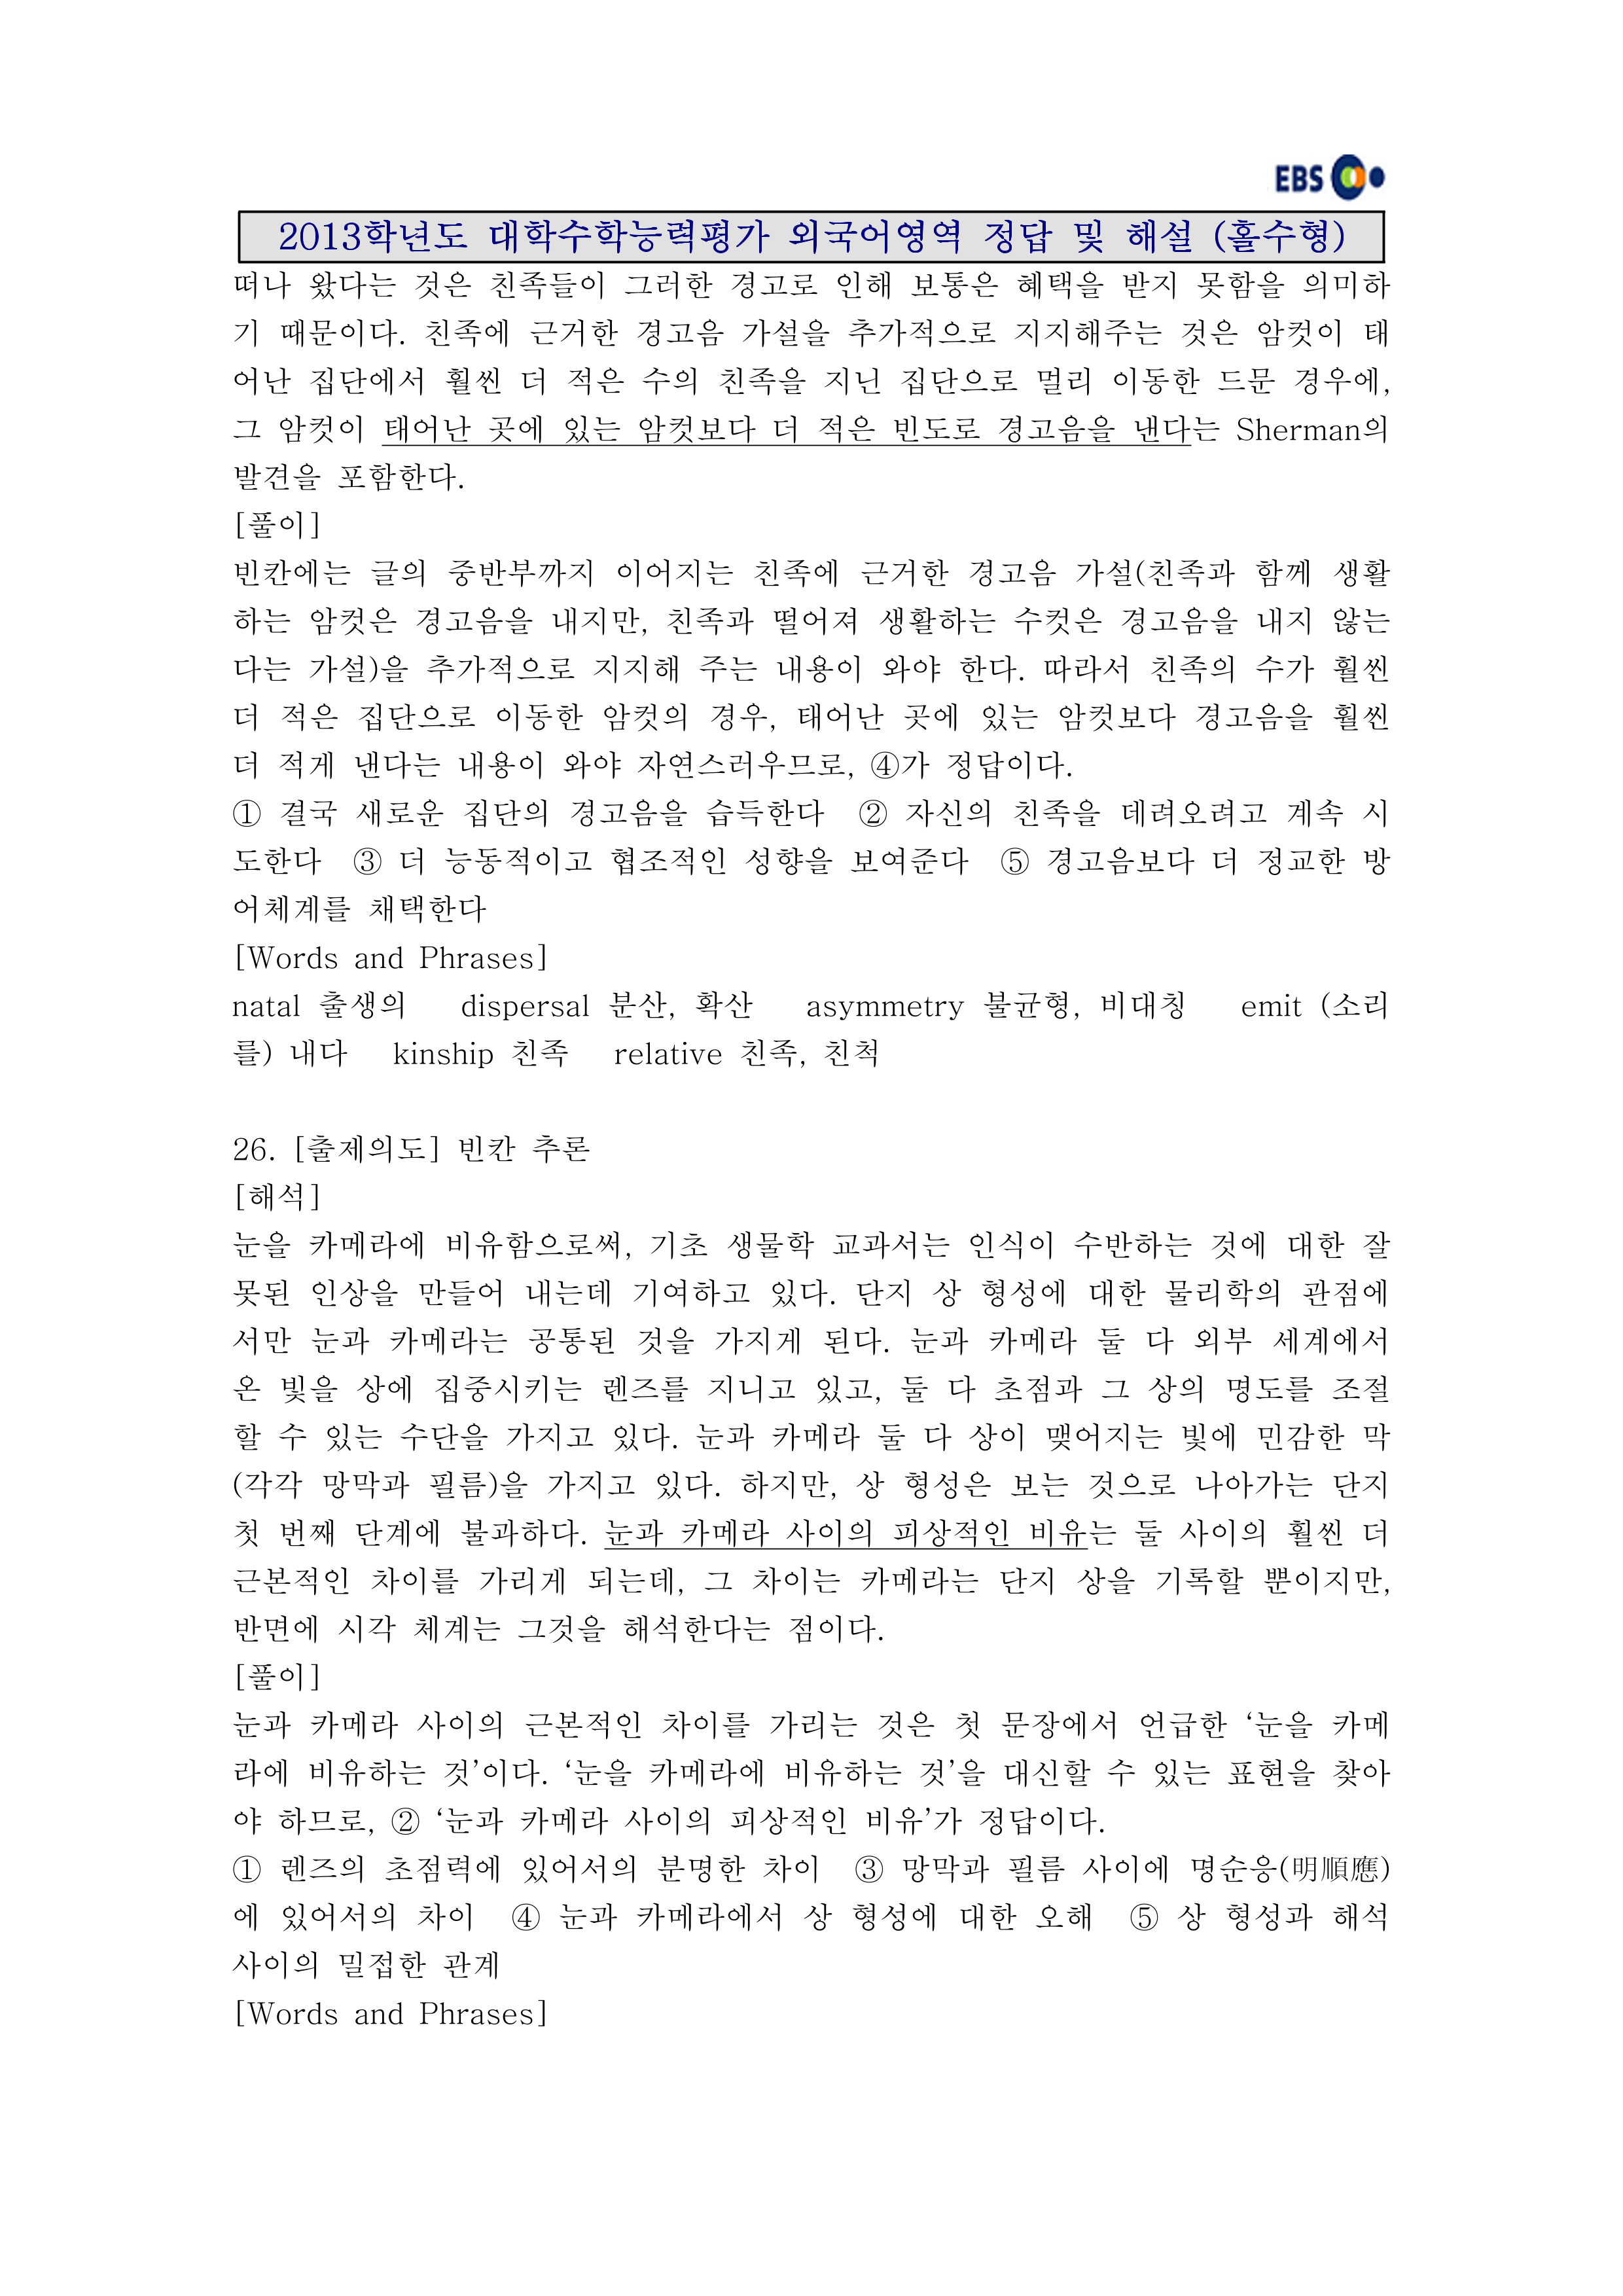 EBS
2013학년도 대학수학능력평가 외국어영역 정답 및 해설 (홀수형)
떠나 왔다는 것은 친족들이 그러한 경고로 인해 보통은 혜택을 받지 못함을 의미하
기 때문이다. 친족에 근거한 경고음 가설을 추가적으로 지지해주는 것은 암컷이 태
어난 집단에서 훨씬 더 적은 수의 친족을 지닌 집단으로 멀리 이동한 드문 경우에,
그 암컷이 태어난 곳에 있는 암컷보다 더 적은 빈도로 경고음을 낸다는 Sherman의
발견을 포함한다.
[풀이]
빈칸에는 글의 중반부까지 이어지는 친족에 근거한 경고음 가설(친족과 함께 생활
하는 암컷은 경고음을 내지만, 친족과 떨어져 생활하는 수컷은 경고음을 내지 않는
다는 가설)을 추가적으로 지지해 주는 내용이 와야 한다. 따라서 친족의 수가 훨씬
더 적은 집단으로 이동한 암컷의 경우, 태어난 곳에 있는 암컷보다 경고음을 훨씬
더 적게 낸다는 내용이 와야 자연스러우므로, ④가 정답이다.
① 결국 새로운 집단의 경고음을 습득한다 ② 자신의 친족을 데려오려고 계속 시
도한다 ③ 더 능동적이고 협조적인 성향을 보여준다 ⑤ 경고음보다 더 정교한 방
어체계를 채택한다
[Words and Phrases]
natal 출생의 dispersal 분산, 확산 asymmetry 불균형, 비대칭 emit (소리
를) 내다 kinship 친족 relative 친족, 친척
26. [출제의도] 빈칸 추론
[해석]
눈을 카메라에 비유함으로써, 기초 생물학 교과서는 인식이 수반하는 것에 대한 잘
못된 인상을 만들어 내는데 기여하고 있다. 단지 상 형성에 대한 물리학의 관점에
서만 눈과 카메라는 공통된 것을 가지게 된다. 눈과 카메라 둘 다 외부 세계에서
온 빛을 상에 집중시키는 렌즈를 지니고 있고, 둘 다 초점과 그 상의 명도를 조절
할 수 있는 수단을 가지고 있다. 눈과 카메라 둘 다 상이 맺어지는 빛에 민감한 막
(각각 망막과 필름)을 가지고 있다. 하지만, 상 형성은 보는 것으로 나아가는 단지
첫 번째 단계에 불과하다. 눈과 카메라 사이의 피상적인 비유는 둘 사이의 훨씬 더
근본적인 차이를 가리게 되는데, 그 차이는 카메라는 단지 상을 기록할 뿐이지만,
반면에 시각 체계는 그것을 해석한다는 점이다.
[풀이]
눈과 카메라 사이의 근본적인 차이를 가리는 것은 첫 문장에서 언급한 ‘눈을 카메
라에 비유하는 것’이다. ‘눈을 카메라에 비유하는 것’을 대신할 수 있는 표현을 찾아
야 하므로, ② ‘눈과 카메라 사이의 피상적인 비유’가 정답이다.
① 렌즈의 초점력에 있어서의 분명한 차이 ③ 망막과 필름 사이에 명순응(明順應)
에 있어서의 차이 ④ 눈과 카메라에서 상 형성에 대한 오해 ⑤ 상 형성과 해석
사이의 밀접한 관계
[Words and Phrases]